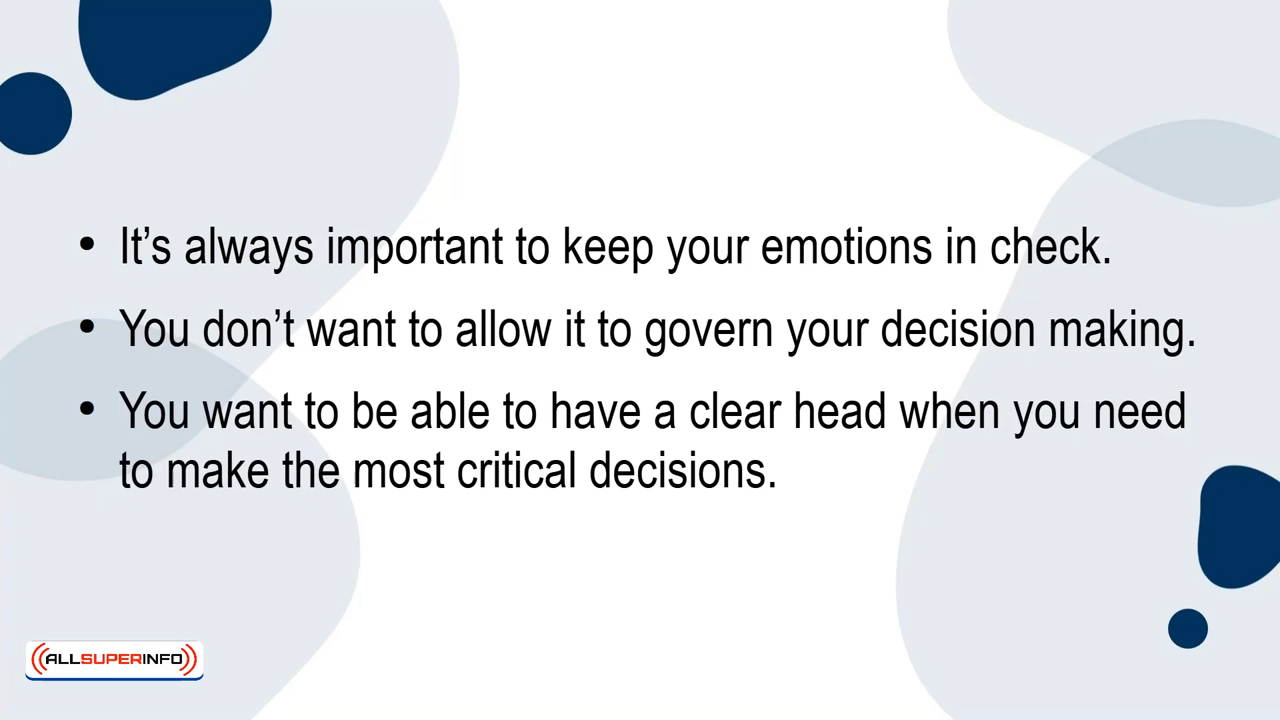 • It’s always important to keep your emotions in check.
• You don’t want to allow it to govern your decision making.
• You want to be able to have a clear head when you need
to make the most critical decisions.
ALLSUPERINFO